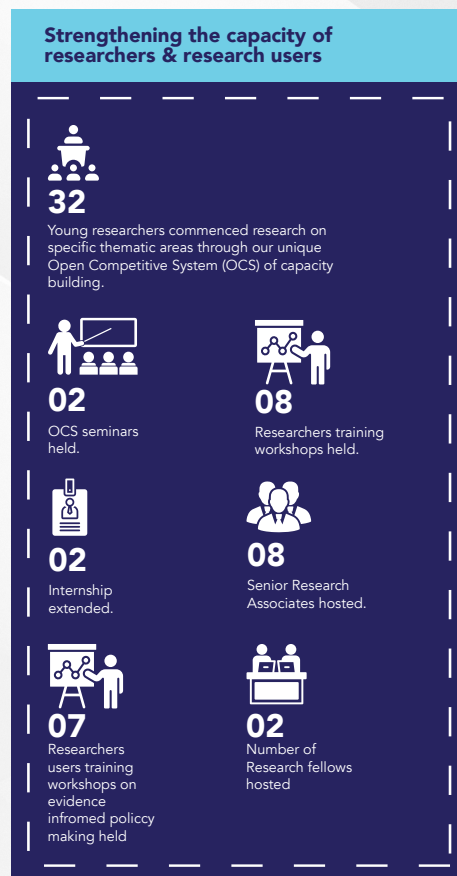 Strengthening the capacity of
researchers & research users
32
Young researchers commenced research on
specific thematic areas through our unique
Open Competitive System (OCS) of capacity
building.
02
OCS seminars
held.
08
Researchers training
workshops held.
02
Internship
extended.
08
Senior Research
Associates hosted.
07
Researchers
users training
workshops on
evidence
infromed policcy
making held
02
Number of
Research fellows
hosted